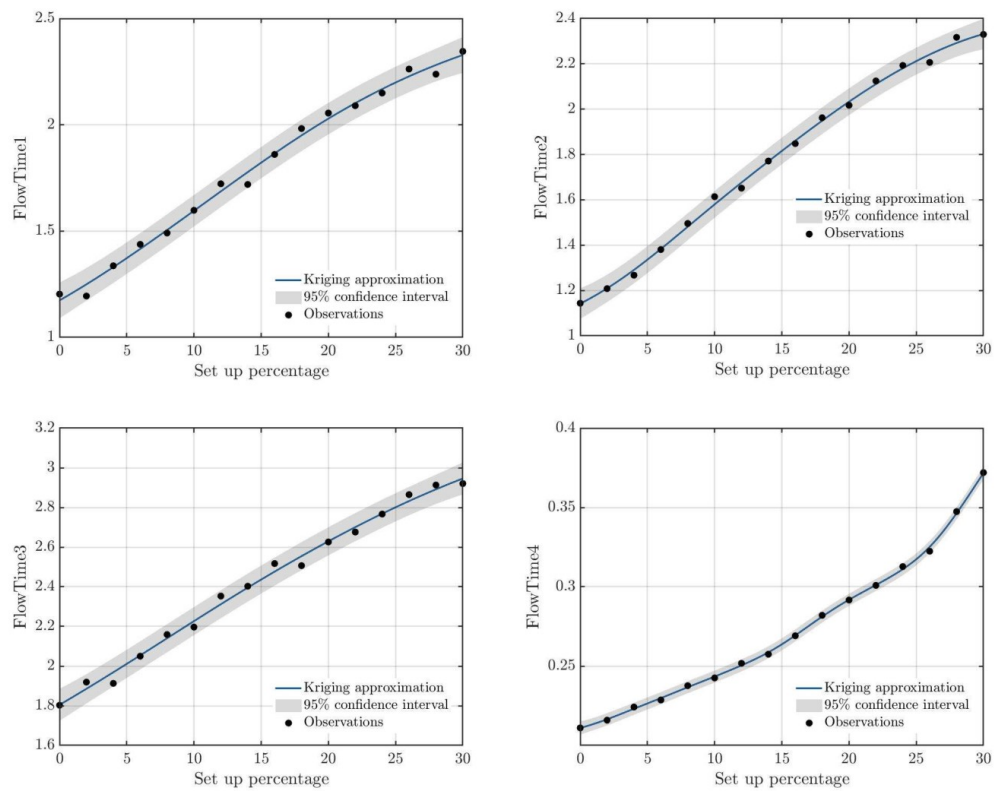 2.5
2
1.5
1
FlowTime1
Kriging approximation
95% confidence interval
Observations
0 5 10 15 20 25 30
Set up percentage
2.4
2.2
2
1.8
1.6
1.4
1.2
1
FlowTime2
Kriging approximation
95% confidence interval
Observations
0 5 10 15 20 25 30
Set up percentage
3.2
3
2.8
2.6
2.4
2.2
2
1.8
1.6
FlowTime3
Kriging approximation
95% confidence interval
Observations
0 5 10 15 20 25 30
Set up percentage
0.4
0.35
0.3
0.25
FlowTime4
Kriging approximation
95% confidence interval
Observations
0 5 10 15 20 25 30
Set up percentage